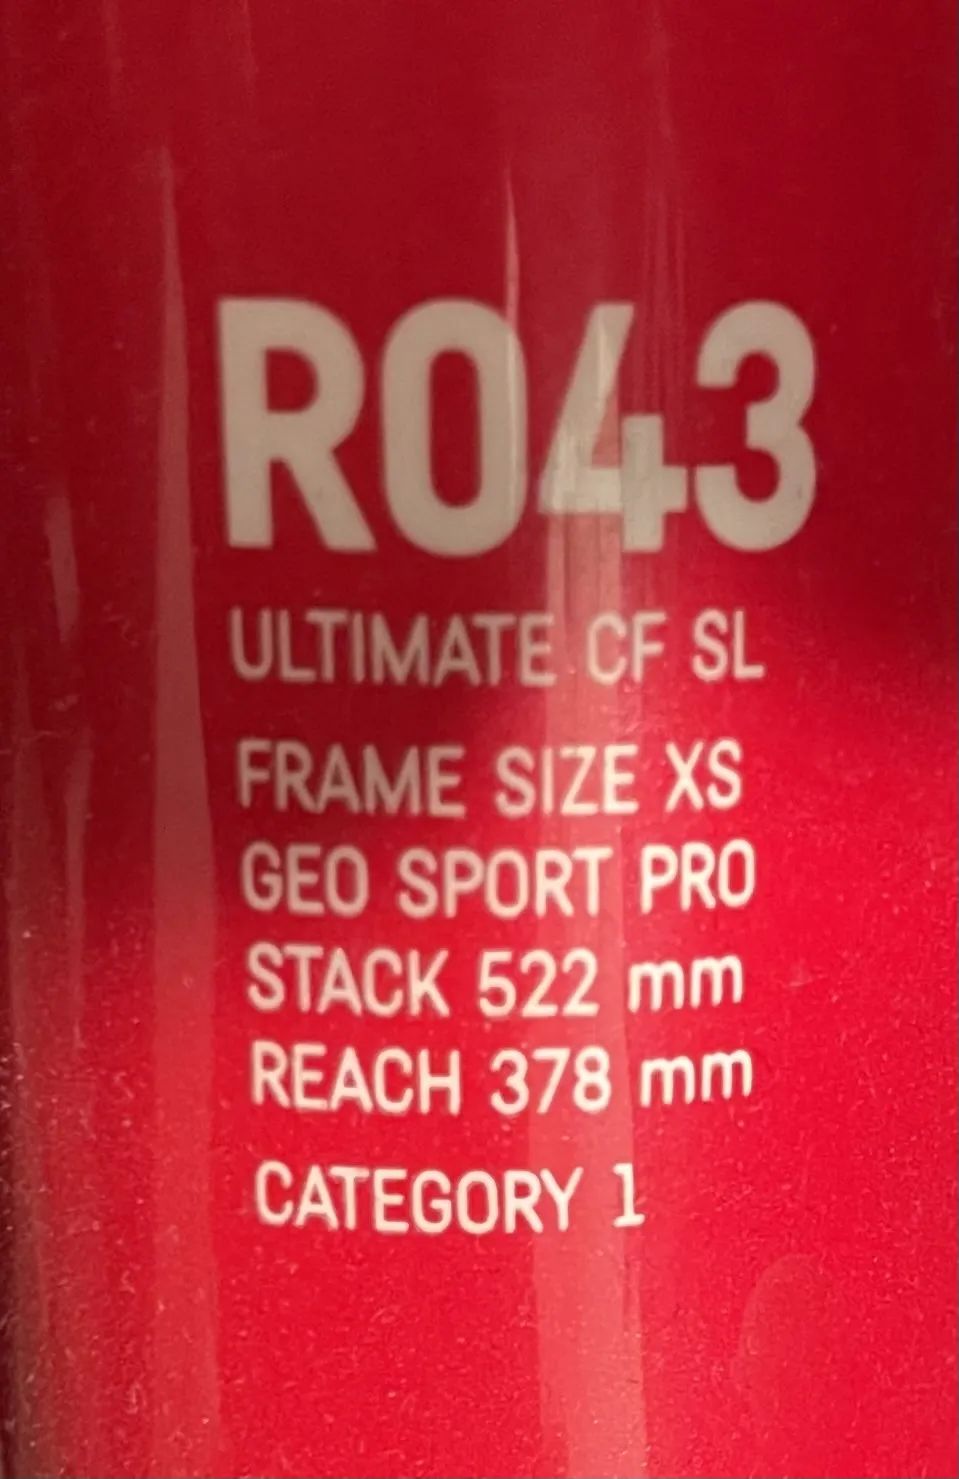 R043
ULTIMATE CF SL
FRAME SIZE XS
GEO SPORT PRO
STACK 522 mm
REACH 378 mm
CATEGORY 1